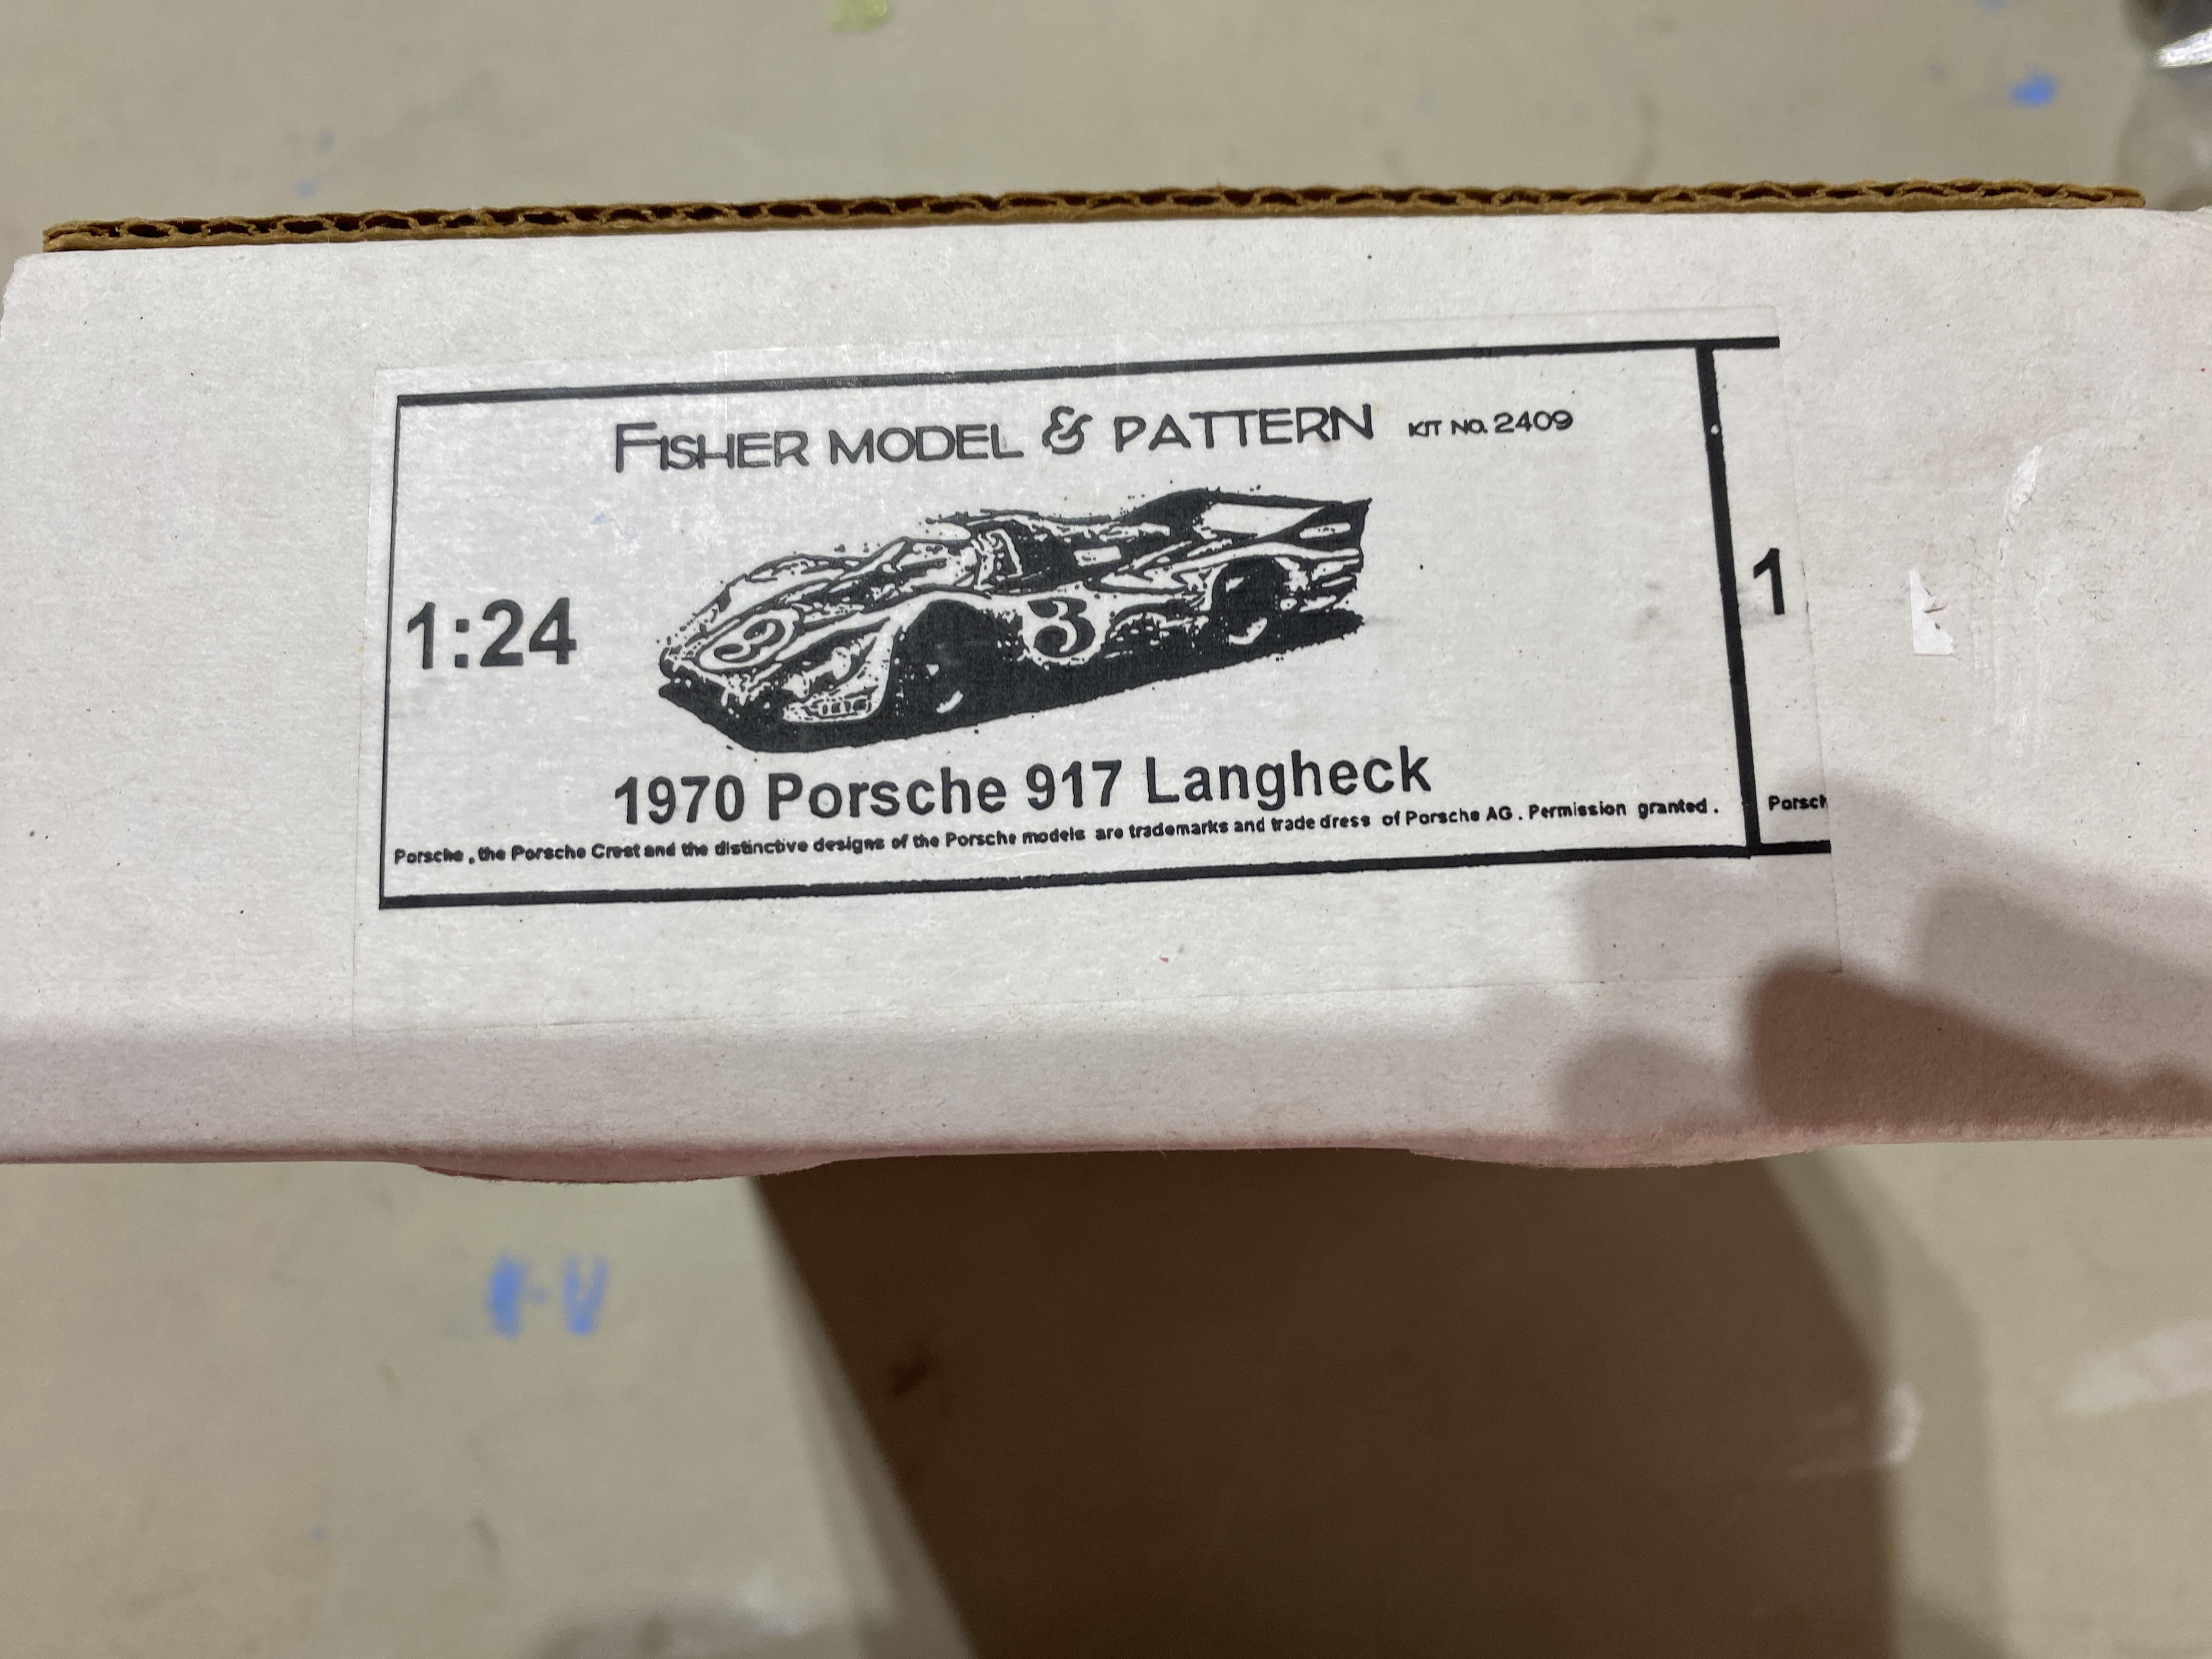 FISHER MODEL & PATTERN KIT NO. 2409
3 3
1:24
1
1970 Porsche 917 Langheck
Porsche, the Porsche Crest and the distinctive designs of the Porsche models are trademarks and trade dress of Porsche AG. Permission granted.
Porsch